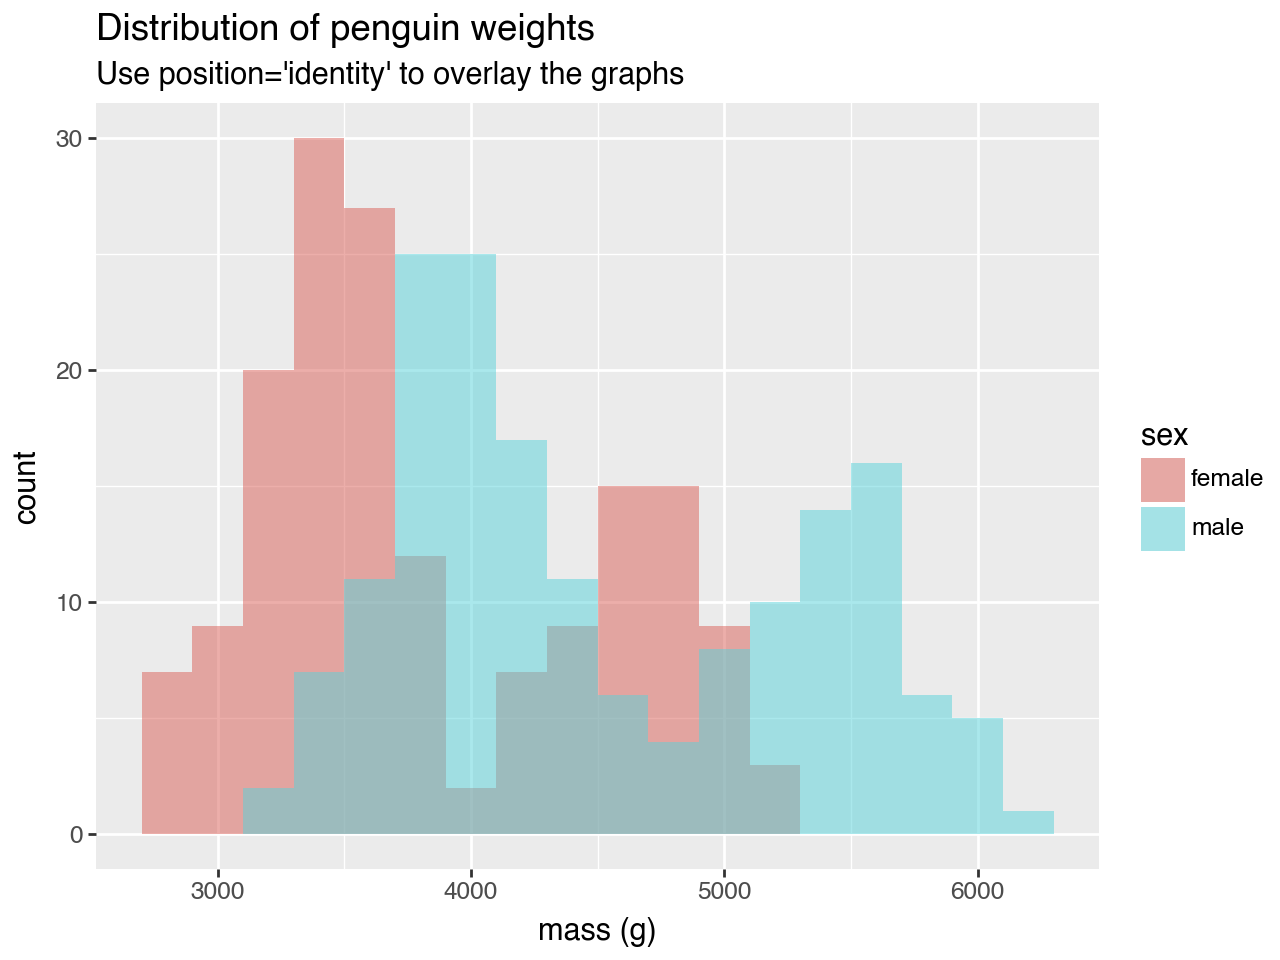 Distribution of penguin weights
Use position='identity' to overlay the graphs
30
20
10
0
count
3000 4000 5000 6000
mass (g)
sex
female
male